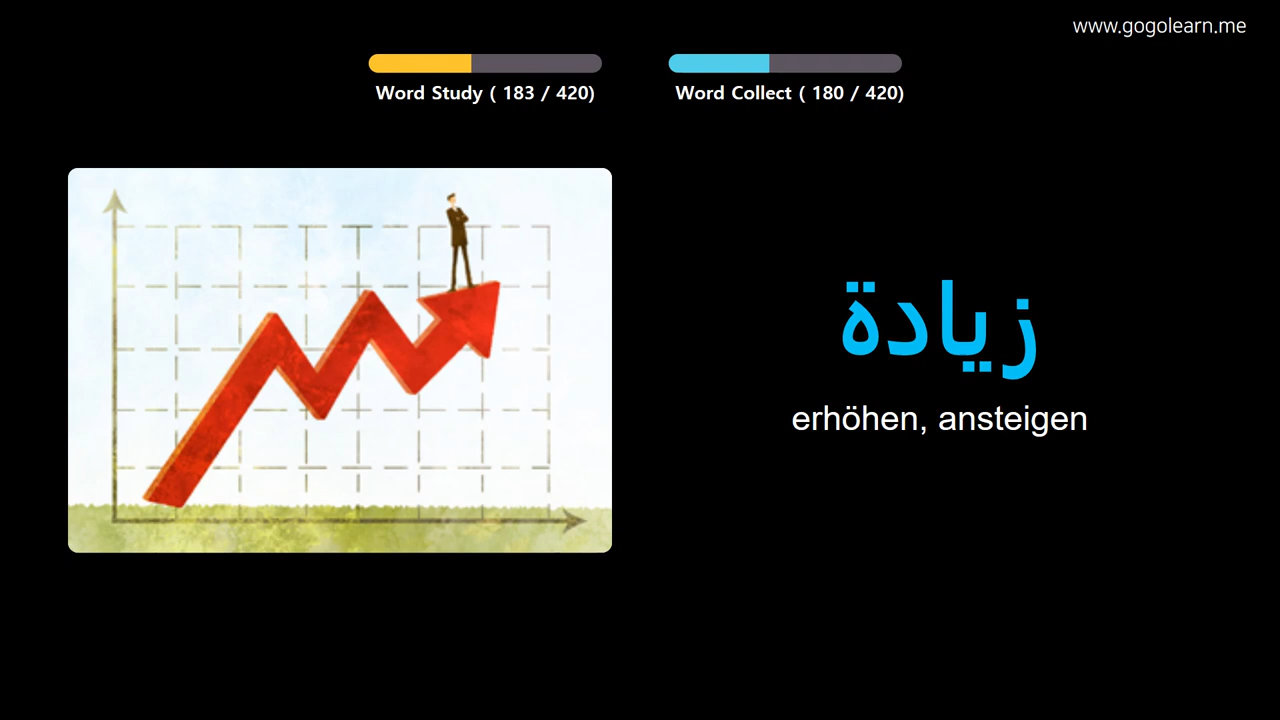 www.gogolearn.me
Word Study ( 183 / 420)
Word Collect ( 180 / 420)
زيادة
erhöhen, ansteigen